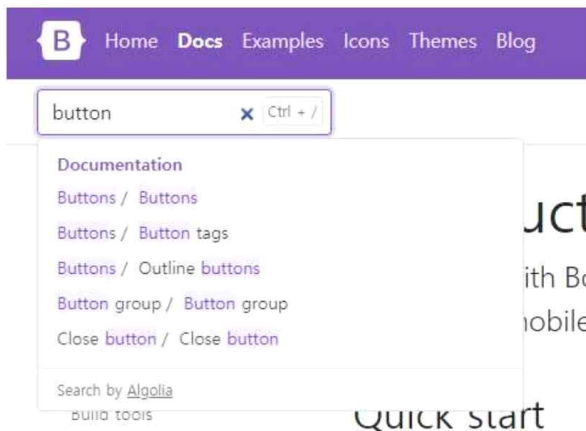 B Home Docs Examples Icons Themes Blog
button Ctrl + /
Documentation
Buttons / Buttons
Buttons / Button tags
Buttons / Outline buttons
Button group / Button group
Close button / Close button
Search by Algolia
Build tools
Quick start